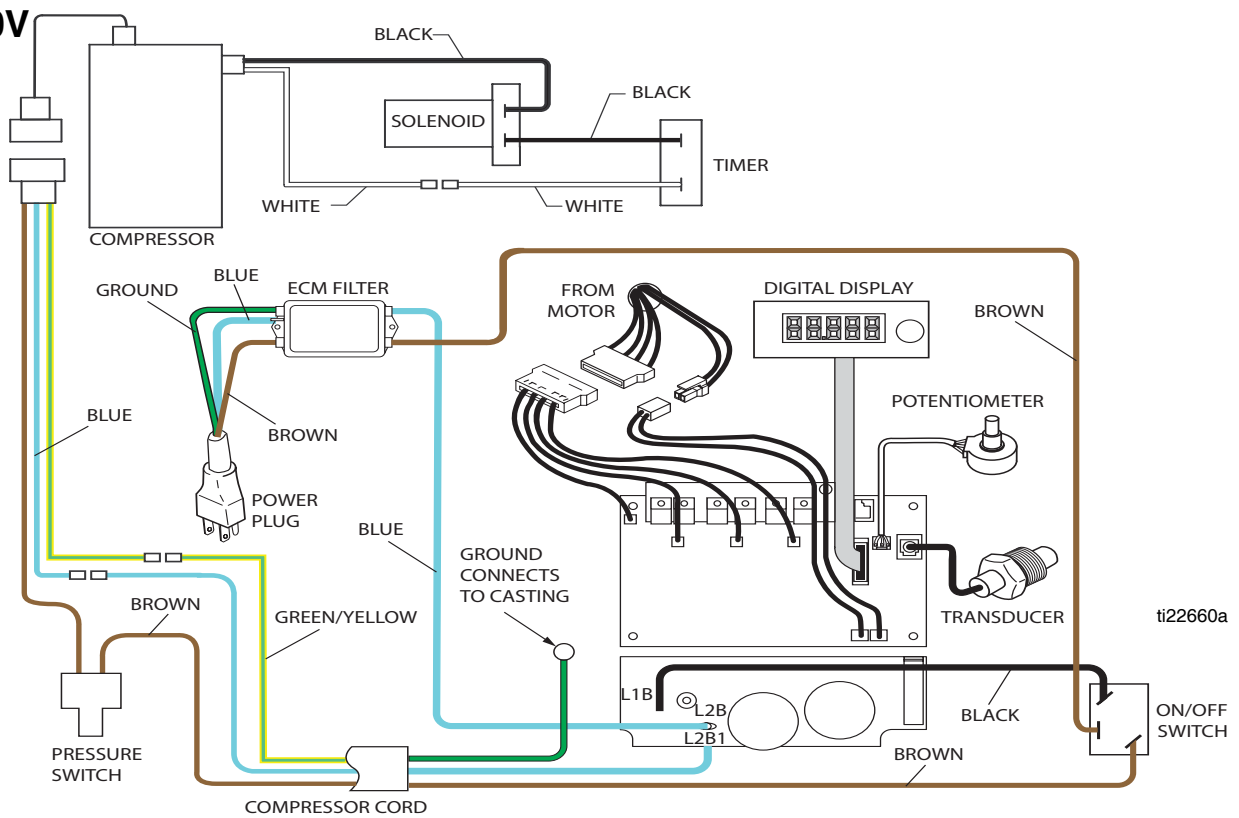 0V
BLACK
BLACK
SOLENOID
TIMER
WHITE
WHITE
COMPRESSOR
BLUE
GROUND
ECM FILTER
FROM
MOTOR
DIGITAL DISPLAY
BROWN
BLUE
BROWN
POTENTIOMETER
POWER
PLUG
BLUE
GROUND
CONNECTS
TO CASTING
BROWN
GREEN/YELLOW
TRANSDUCER
ti22660a
L1B
L2B
L2B1
BLACK
ON/OFF
SWITCH
PRESSURE
SWITCH
BROWN
COMPRESSOR CORD